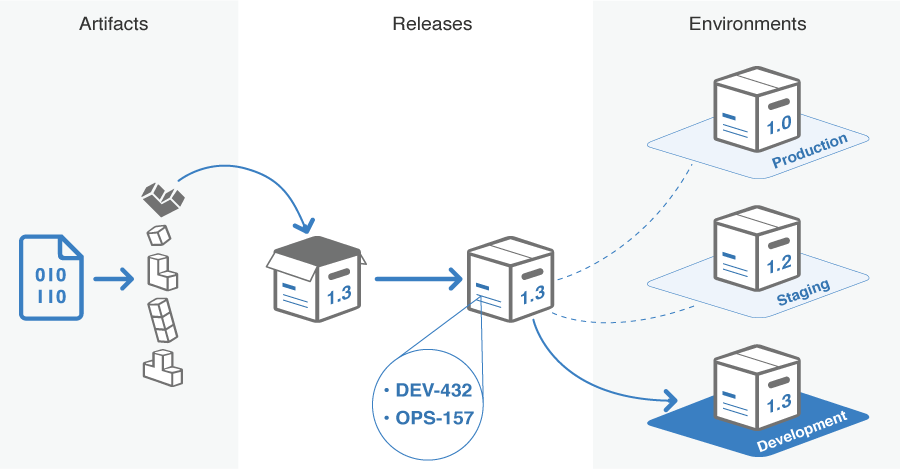 Artifacts
Releases
Environments
010
110
1.3
1.3
• DEV-432
• OPS-157
1.0
Production
1.2
Staging
1.3
Development